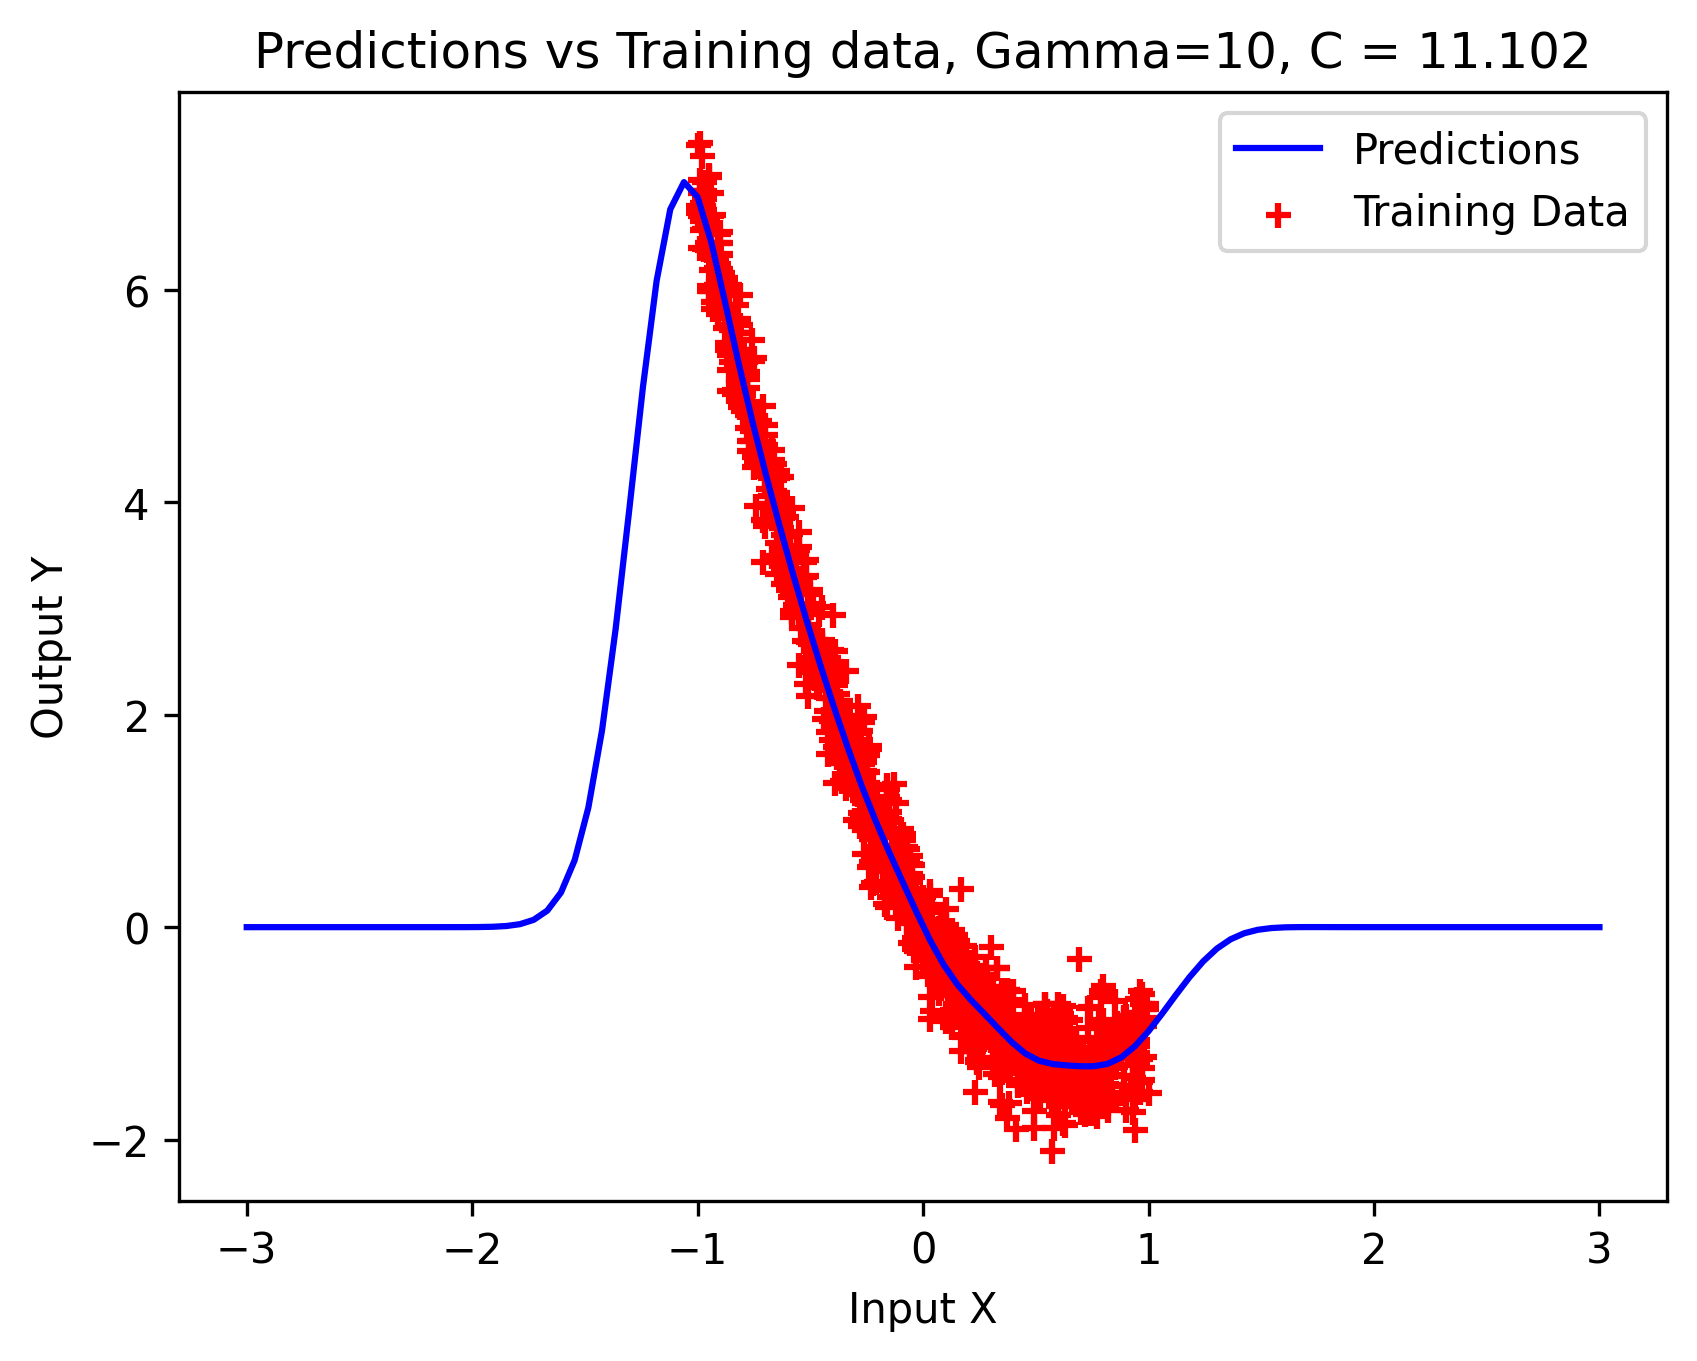 Predictions vs Training data, Gamma=10, C = 11.102
Predictions
Training Data
6
4
2
0
−2
Output Y
−3
−2
−1
0
1
2
3
Input X